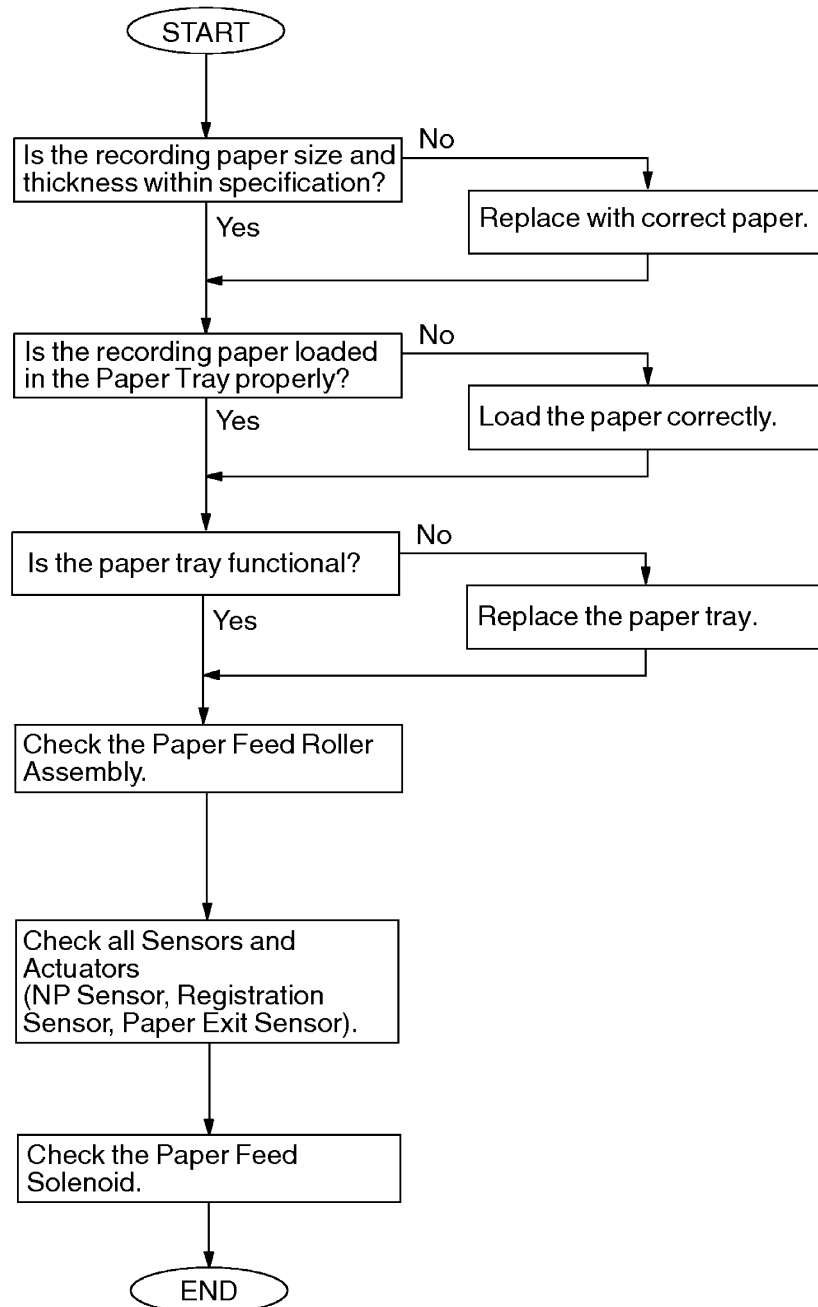 START
No
Is the recording paper size and
thickness within specification?
Replace with correct paper.
Yes
No
Is the recording paper loaded
in the Paper Tray properly?
Load the paper correctly.
Yes
No
Is the paper tray functional?
Replace the paper tray.
Yes
Check the Paper Feed Roller
Assembly.
Check all Sensors and
Actuators
(NP Sensor, Registration
Sensor, Paper Exit Sensor).
Check the Paper Feed
Solenoid.
END